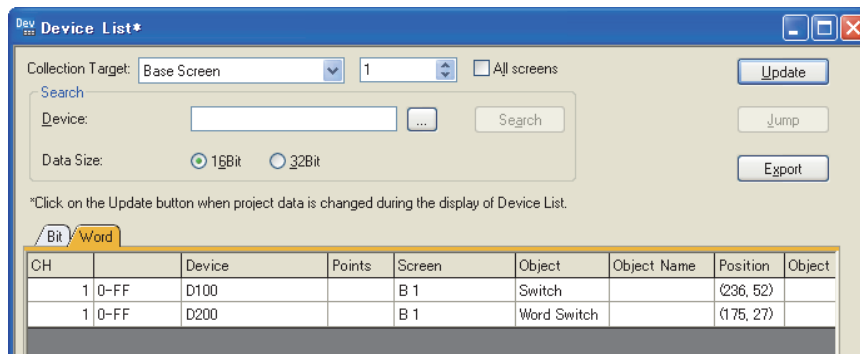 Device List*
Collection Target: Base Screen 1 All screens Update
Search
Device: ... Search Jump
Data Size: 16Bit 32Bit Export
*Click on the Update button when project data is changed during the display of Device List.
Bit Word
CH Device Points Screen Object Object Name Position Object
1 0-FF D100 B 1 Switch (236, 52)
1 0-FF D200 B 1 Word Switch (175, 27)